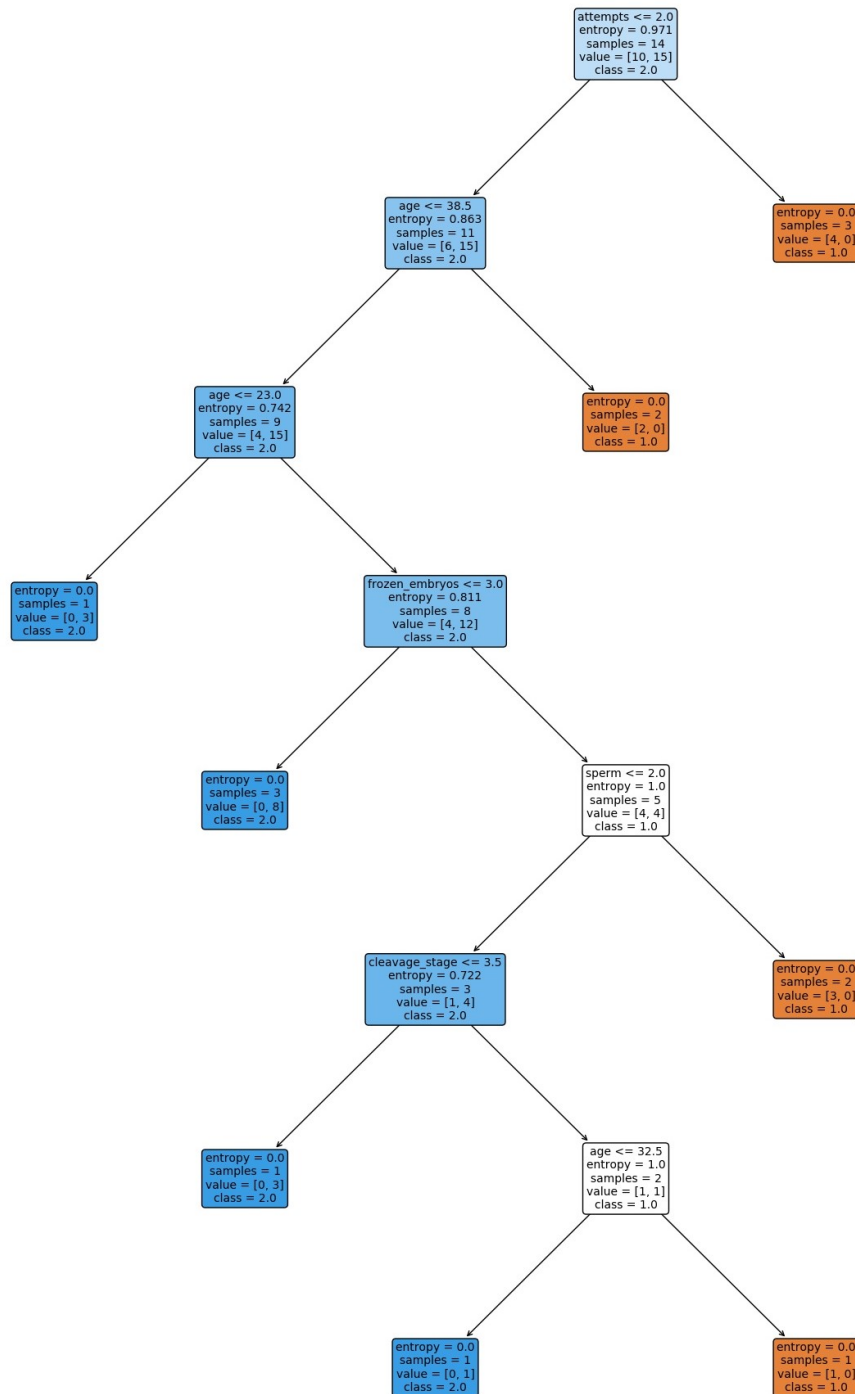 attempts <= 2.0
entropy = 0.971
samples = 14
value = [10, 15]
class = 2.0
age <= 38.5
entropy = 0.863
samples = 11
value = [6, 15]
class = 2.0
entropy = 0.0
samples = 3
value = [4, 0]
class = 1.0
age <= 23.0
entropy = 0.742
samples = 9
value = [4, 15]
class = 2.0
entropy = 0.0
samples = 2
value = [2, 0]
class = 1.0
entropy = 0.0
samples = 1
value = [0, 3]
class = 2.0
frozen_embryos <= 3.0
entropy = 0.811
samples = 8
value = [4, 12]
class = 2.0
entropy = 0.0
samples = 3
value = [0, 8]
class = 2.0
sperm <= 2.0
entropy = 1.0
samples = 5
value = [4, 4]
class = 1.0
cleavage_stage <= 3.5
entropy = 0.722
samples = 3
value = [1, 4]
class = 2.0
entropy = 0.0
samples = 2
value = [3, 0]
class = 1.0
entropy = 0.0
samples = 1
value = [0, 3]
class = 2.0
age <= 32.5
entropy = 1.0
samples = 2
value = [1, 1]
class = 1.0
entropy = 0.0
samples = 1
value = [0, 1]
class = 2.0
entropy = 0.0
samples = 1
value = [1, 0]
class = 1.0